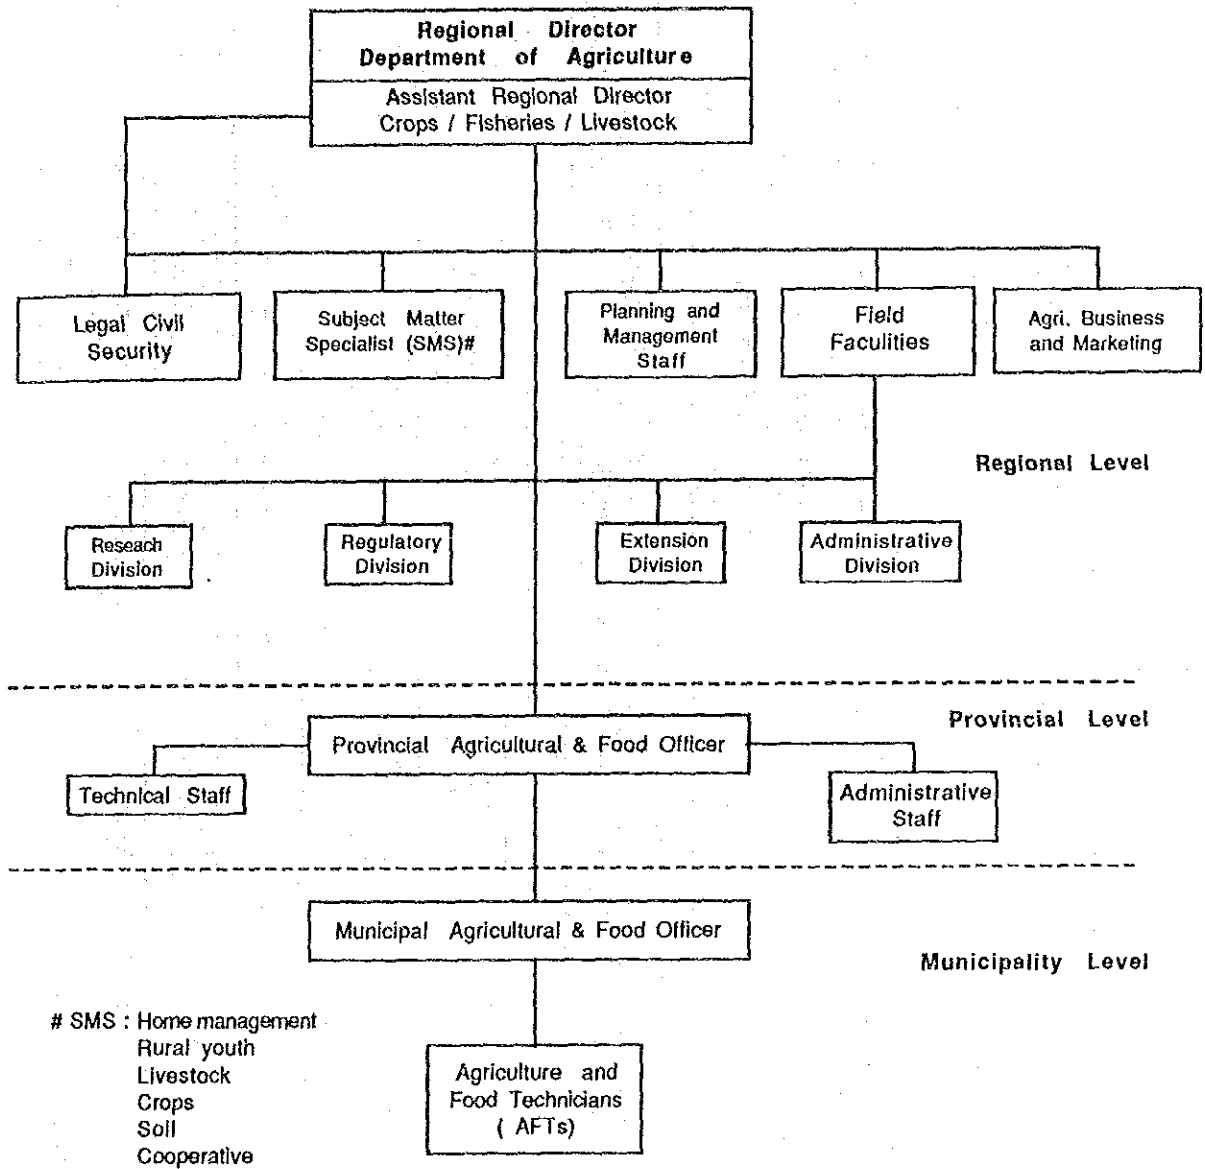 Regional Director
Department of Agriculture
Assistant Regional Director
Crops / Fisheries / Livestock
Legal Civil
Security
Subject Matter
Specialist (SMS)#
Planning and
Management
Staff
Field
Faculities
Agri. Business
and Marketing
Regional Level
Reseach
Division
Regulatory
Division
Extension
Division
Administrative
Division
Provincial Level
Provincial Agricultural & Food Officer
Technical Staff
Administrative
Staff
Municipal Agricultural & Food Officer
Municipality Level
# SMS : Home management
Rural youth
Livestock
Crops
Soil
Cooperative
Agriculture and
Food Technicians
( AFTs)